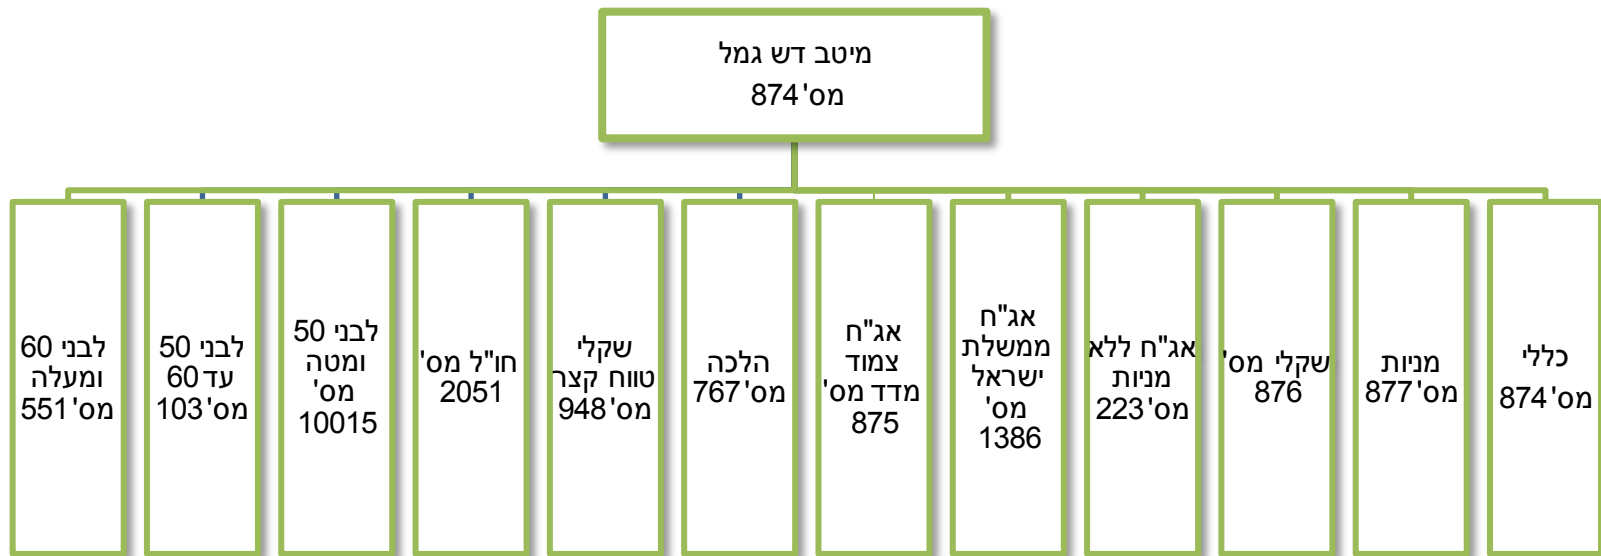 מיטב דש גמל
מס' 874
כללי
מס' 874
מניות
מס' 877
שקלי מס'
876
אג"ח ללא
מניות
מס' 223
אג"ח
ממשלת
ישראל
מס'
1386
אג"ח
צמוד
מדד מס'
875
הלכה
מס' 767
שקלי
טווח קצר
מס' 948
חו"ל מס'
2051
לבני 50
ומטה
מס'
10015
לבני 50
עד 60
מס' 103
לבני 60
ומעלה
מס' 551